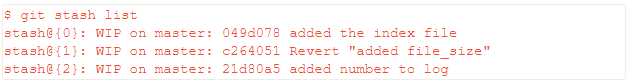 $ git stash list
stash@{0}: WIP on master: 049d078 added the index file
stash@{1}: WIP on master: c264051 Revert "added file_size"
stash@{2}: WIP on master: 21d80a5 added number to log